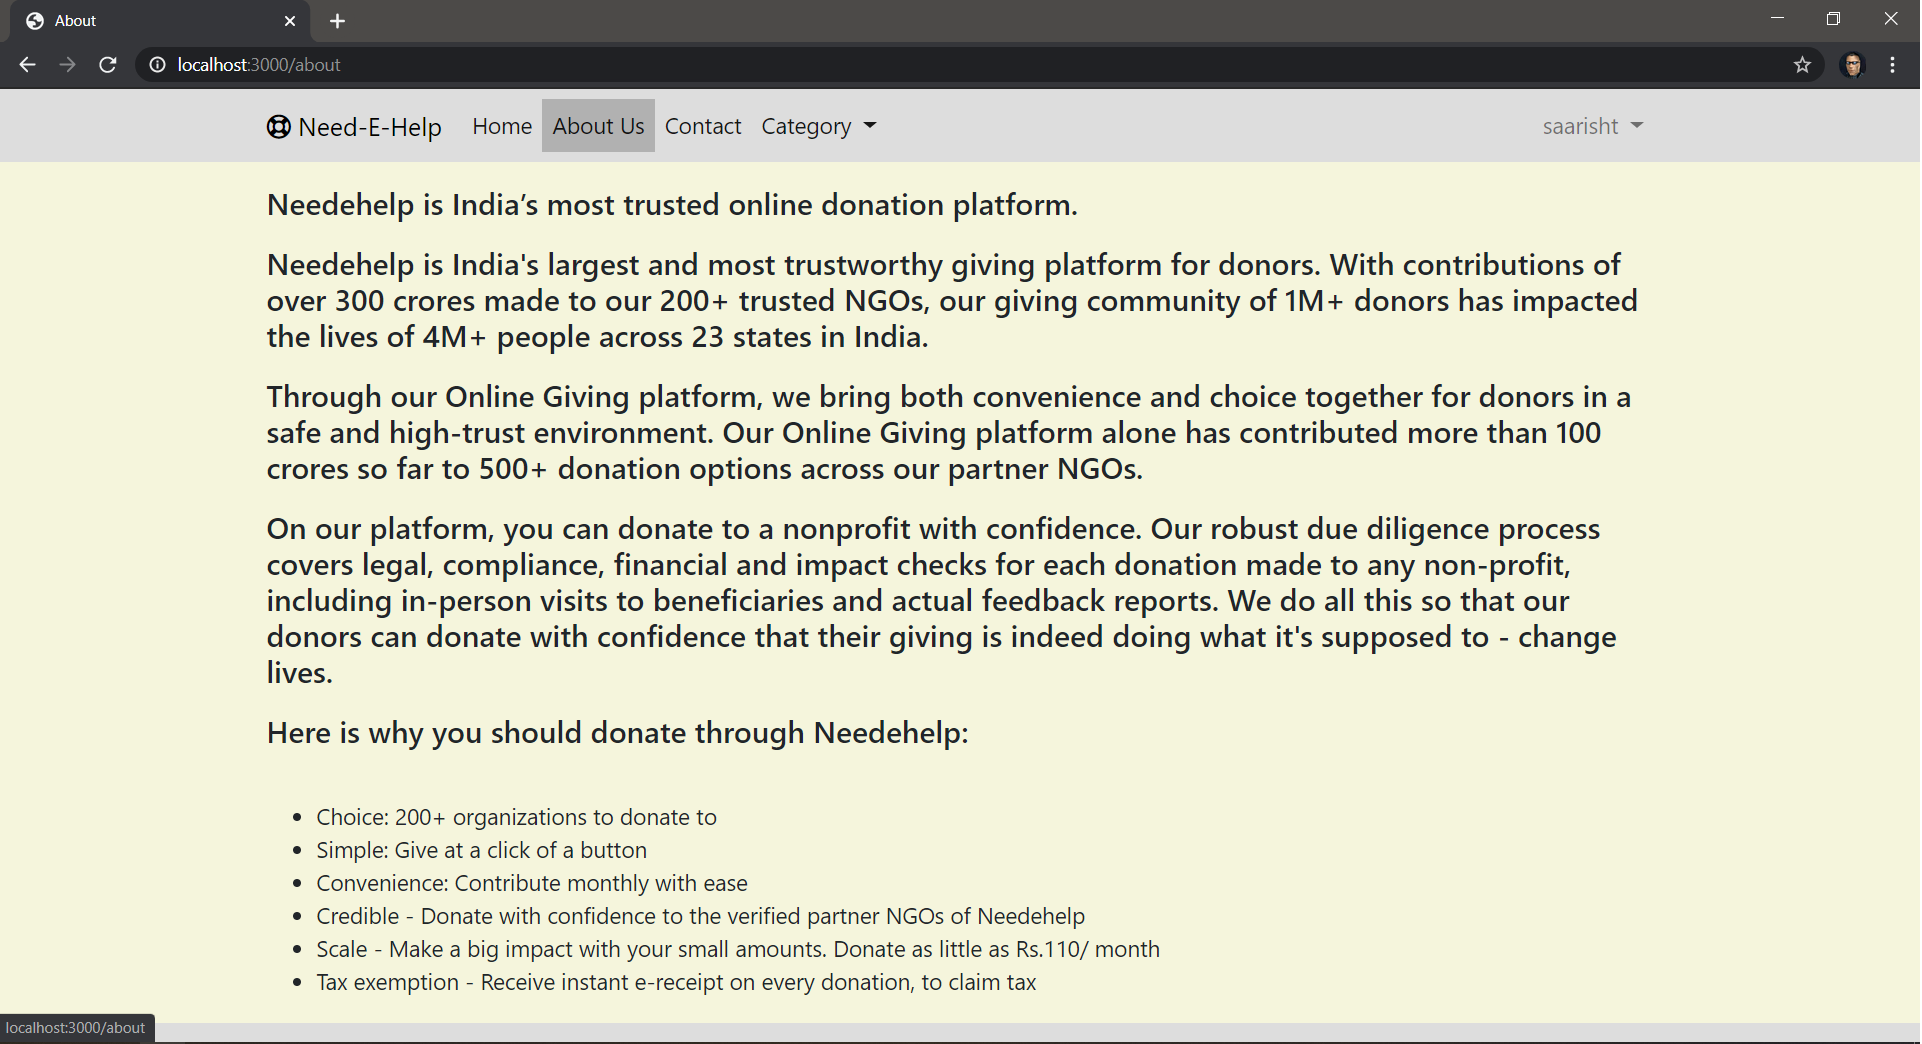 About
localhost:3000/about
Need-E-Help Home About Us Contact Category saarisht
Needehelp is India’s most trusted online donation platform.
Needehelp is India's largest and most trustworthy giving platform for donors. With contributions of
over 300 crores made to our 200+ trusted NGOs, our giving community of 1M+ donors has impacted
the lives of 4M+ people across 23 states in India.
Through our Online Giving platform, we bring both convenience and choice together for donors in a
safe and high-trust environment. Our Online Giving platform alone has contributed more than 100
crores so far to 500+ donation options across our partner NGOs.
On our platform, you can donate to a nonprofit with confidence. Our robust due diligence process
covers legal, compliance, financial and impact checks for each donation made to any non-profit,
including in-person visits to beneficiaries and actual feedback reports. We do all this so that our
donors can donate with confidence that their giving is indeed doing what it's supposed to - change
lives.
Here is why you should donate through Needehelp:
• Choice: 200+ organizations to donate to
• Simple: Give at a click of a button
• Convenience: Contribute monthly with ease
• Credible - Donate with confidence to the verified partner NGOs of Needehelp
• Scale - Make a big impact with your small amounts. Donate as little as Rs.110/ month
• Tax exemption - Receive instant e-receipt on every donation, to claim tax
localhost:3000/about